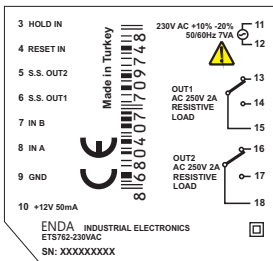 3 HOLD IN
4 RESET IN
5 S.S. OUT2
6 S.S. OUT1
7 IN B
8 IN A
9 GND
10 +12V 50mA
Made in Turkey
8680407709748
CE
230V AC +10% -20%
50/60Hz 7VA
11
12
OUT1
AC 250V 2A
RESISTIVE
LOAD
13
14
15
OUT2
AC 250V 2A
RESISTIVE
LOAD
16
17
18
ENDA INDUSTRIAL ELECTRONICS
ETS762-230VAC
SN: XXXXXXXXX